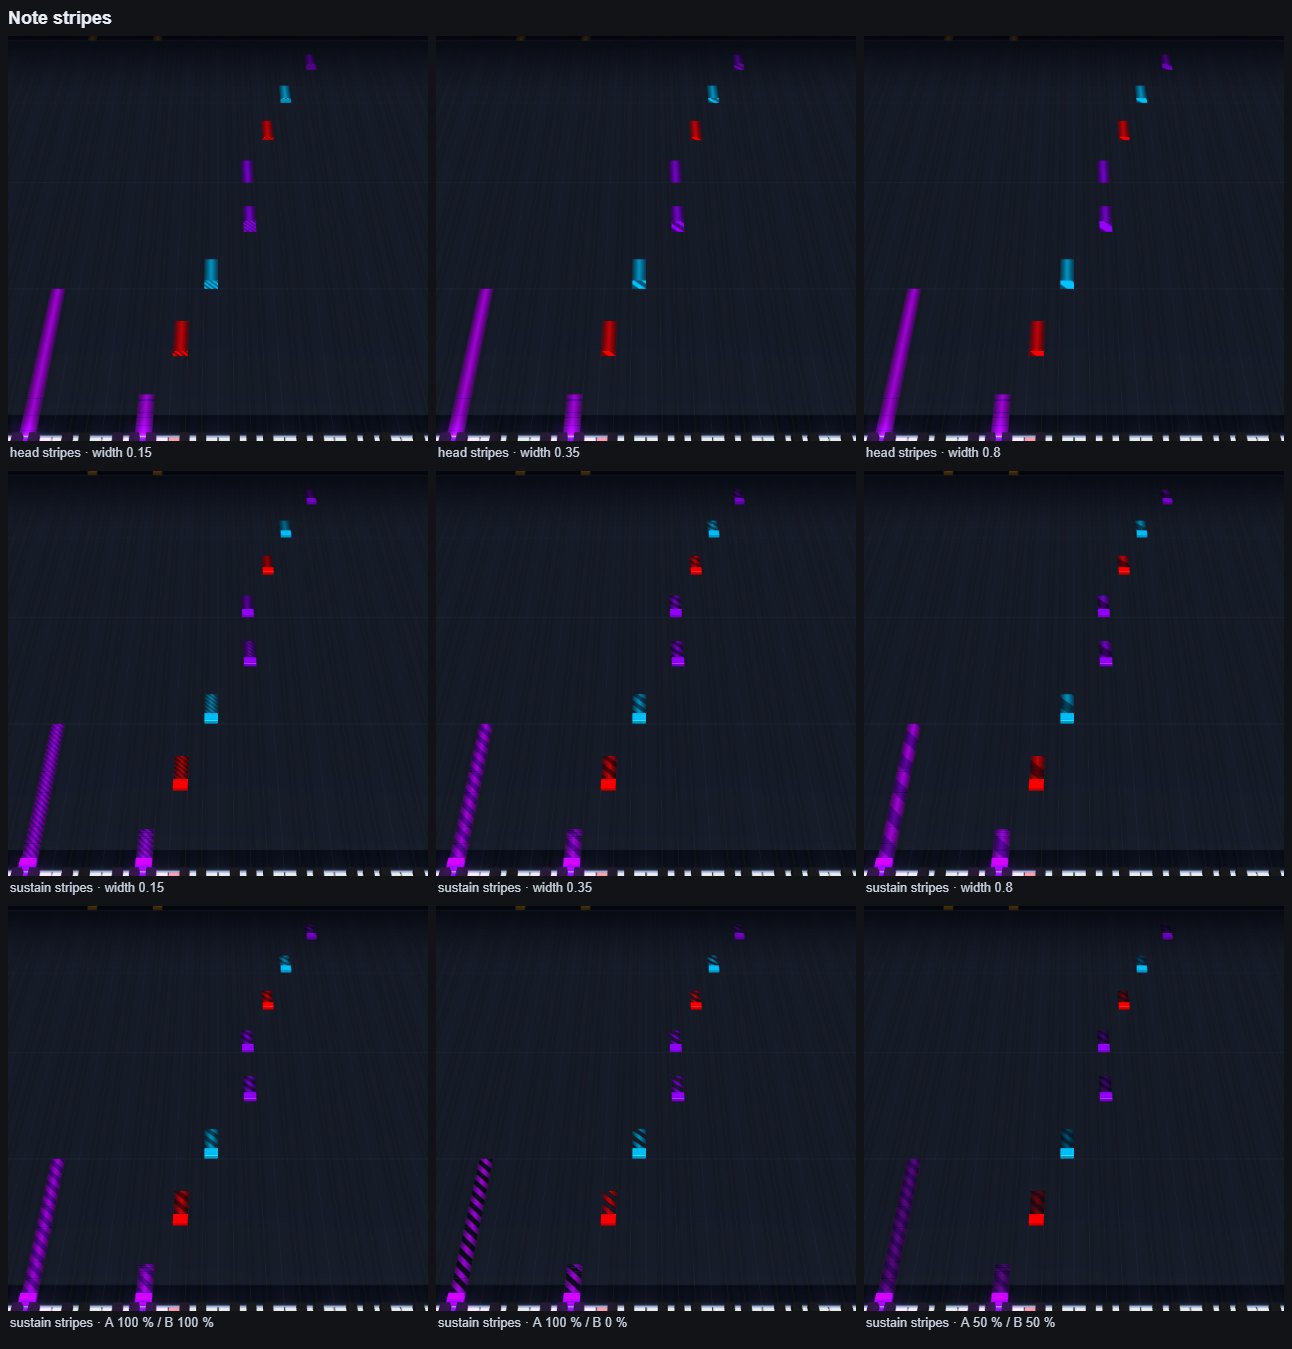 Note stripes
head stripes · width 0.15
head stripes · width 0.35
head stripes · width 0.8
sustain stripes · width 0.15
sustain stripes · width 0.35
sustain stripes · width 0.8
sustain stripes · A 100 % / B 100 %
sustain stripes · A 100 % / B 0 %
sustain stripes · A 50 % / B 50 %